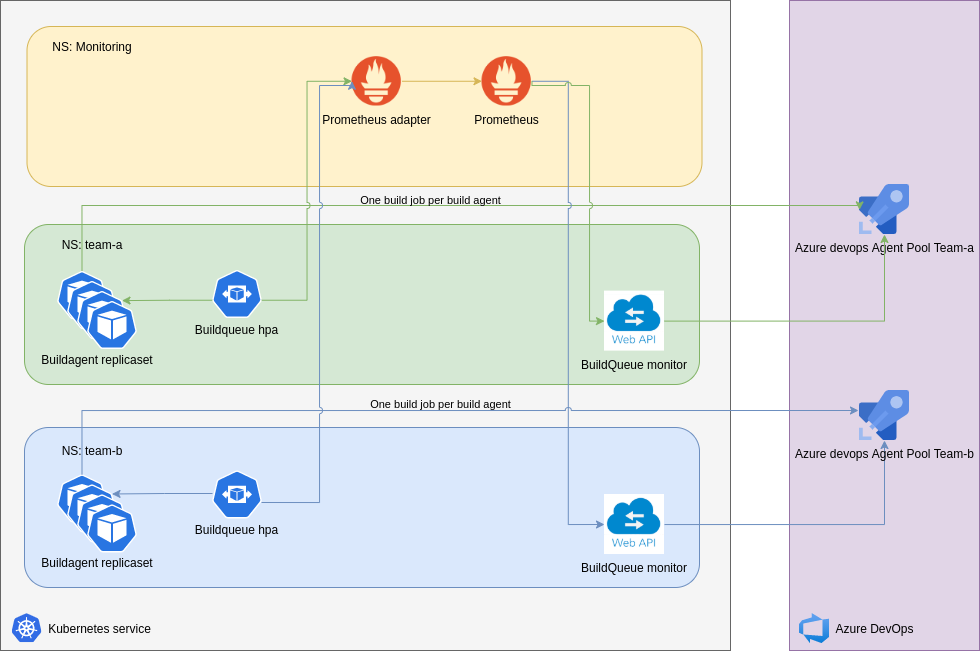 NS: Monitoring
Prometheus adapter
Prometheus
One build job per build agent
NS: team-a
Buildqueue hpa
Buildagent replicaset
Web API
BuildQueue monitor
Azure devops Agent Pool Team-a
One build job per build agent
NS: team-b
Buildqueue hpa
Buildagent replicaset
Web API
BuildQueue monitor
Azure devops Agent Pool Team-b
Kubernetes service
Azure DevOps